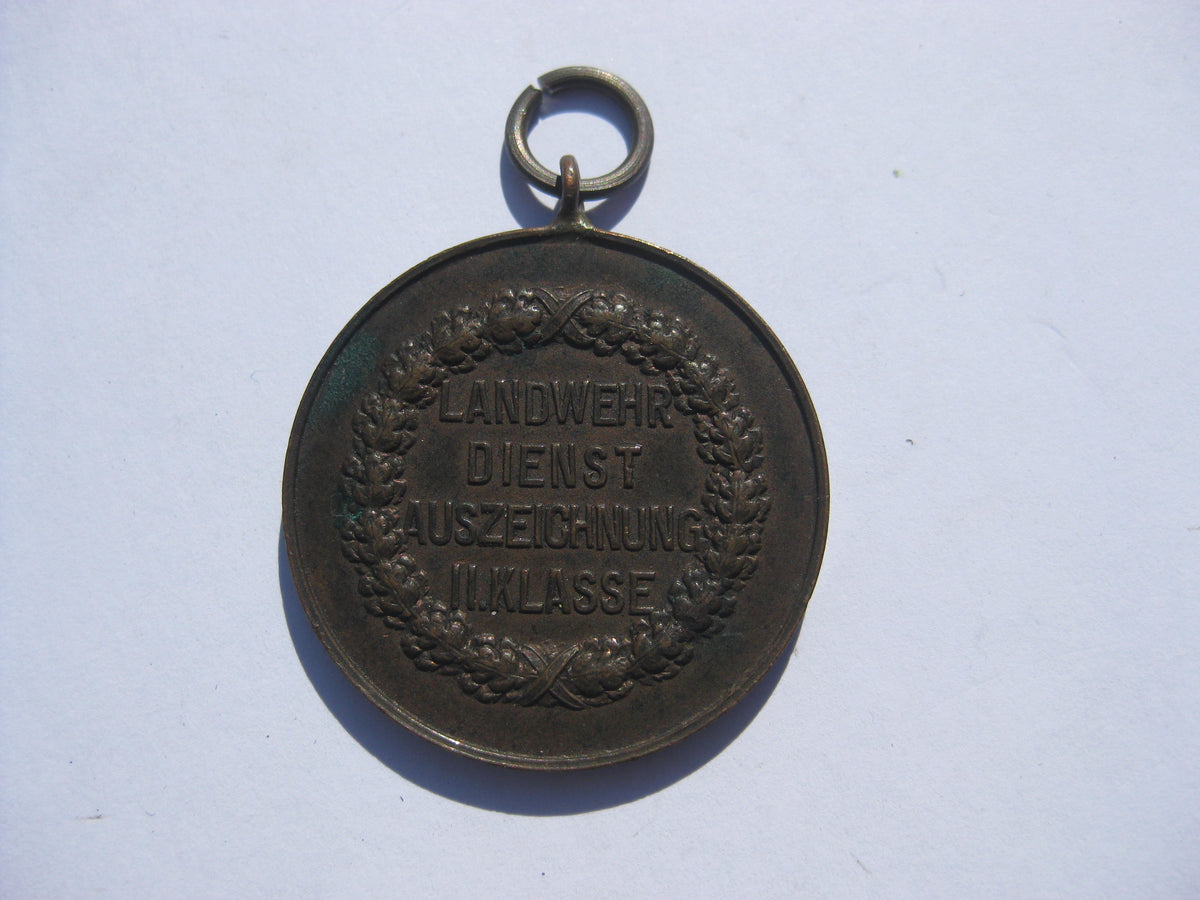 LANDWEHR
DIENST
AUSZEICHNUNG
II.KLASSE